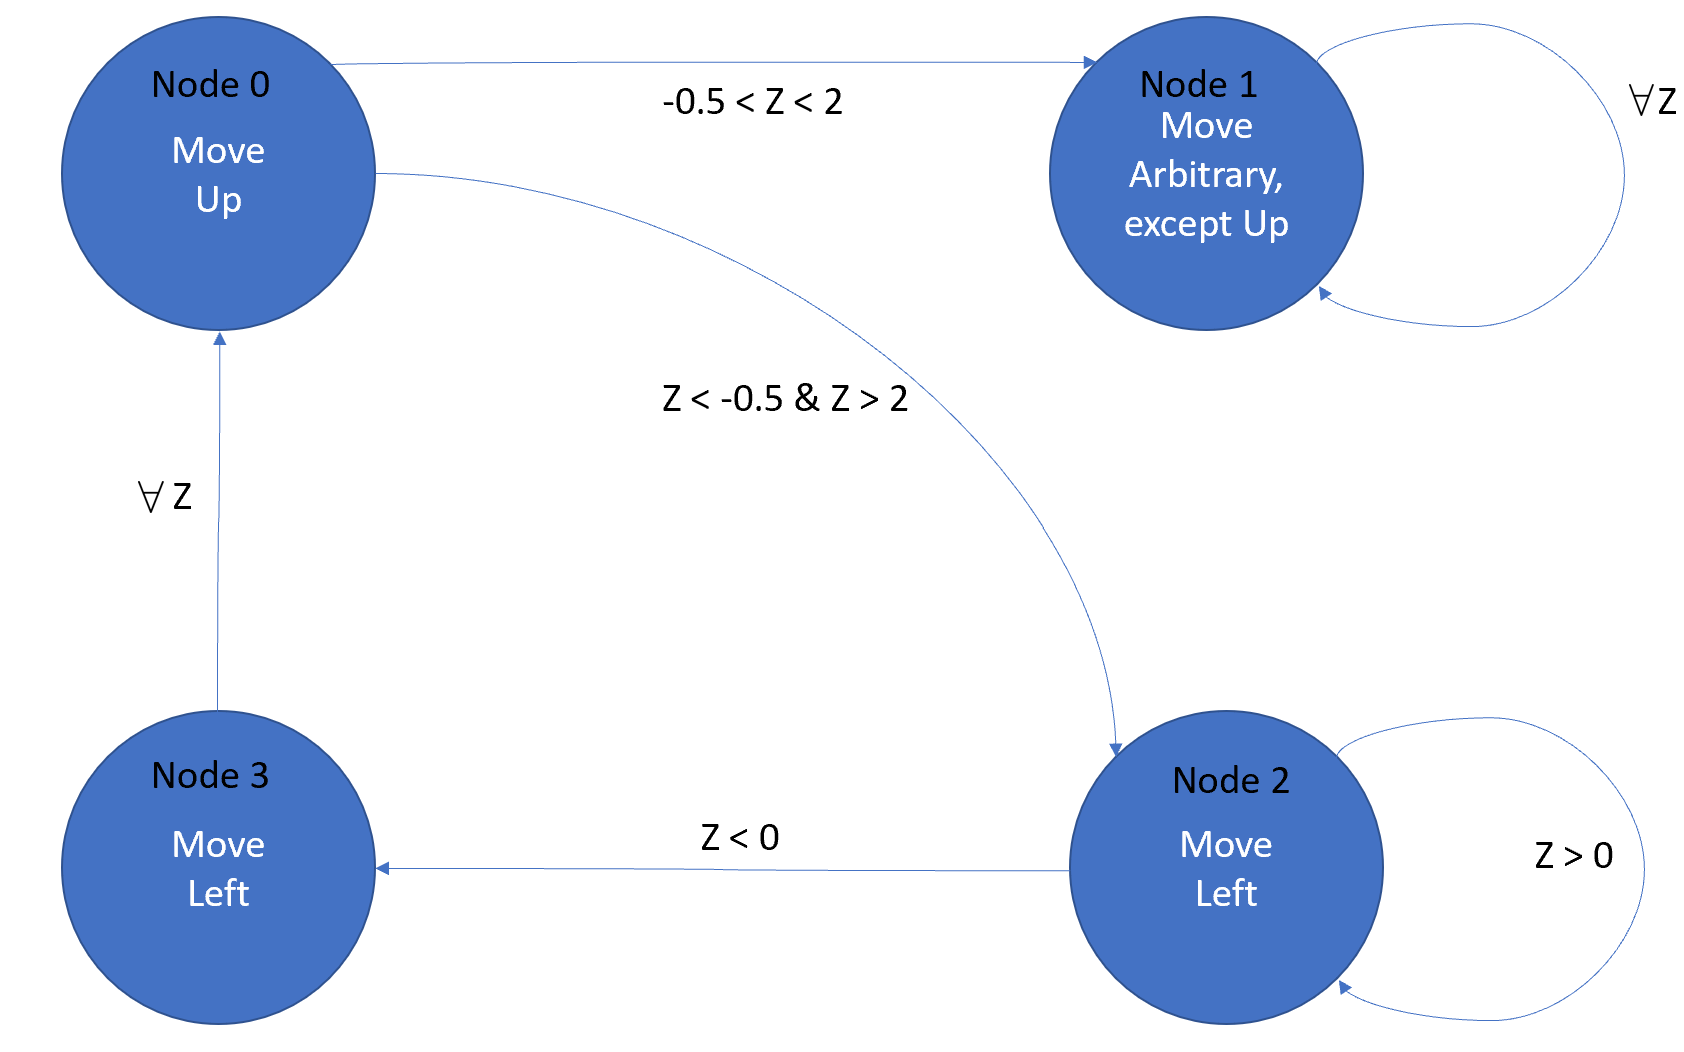 Node 0
Move
Up
-0.5 < Z < 2
Node 1
Move
Arbitrary,
except Up
∀Z
Z < -0.5 & Z > 2
∀ Z
Node 3
Move
Left
Z < 0
Node 2
Move
Left
Z > 0